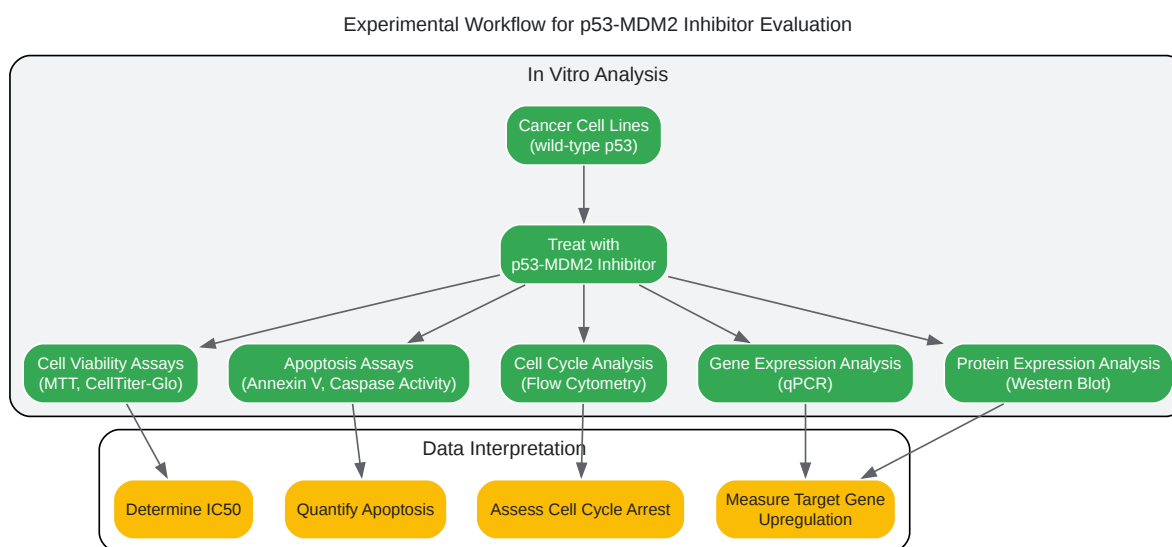 Experimental Workflow for p53-MDM2 Inhibitor Evaluation
In Vitro Analysis
Cancer Cell Lines
(wild-type p53)
Treat with
p53-MDM2 Inhibitor
Cell Viability Assays
(MTT, CellTiter-Glo)
Apoptosis Assays
(Annexin V, Caspase Activity)
Cell Cycle Analysis
(Flow Cytometry)
Gene Expression Analysis
(qPCR)
Protein Expression Analysis
(Western Blot)
Data Interpretation
Determine IC50
Quantify Apoptosis
Assess Cell Cycle Arrest
Measure Target Gene
Upregulation